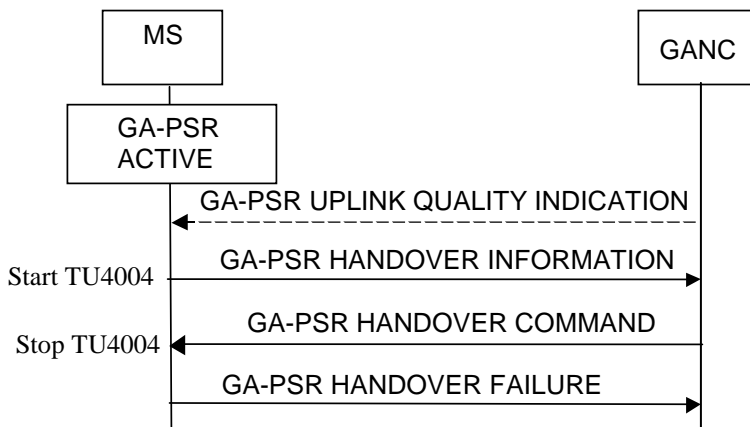 MS
GANC
GA-PSR
ACTIVE
GA-PSR UPLINK QUALITY INDICATION
Start TU4004
GA-PSR HANDOVER INFORMATION
GA-PSR HANDOVER COMMAND
Stop TU4004
GA-PSR HANDOVER FAILURE